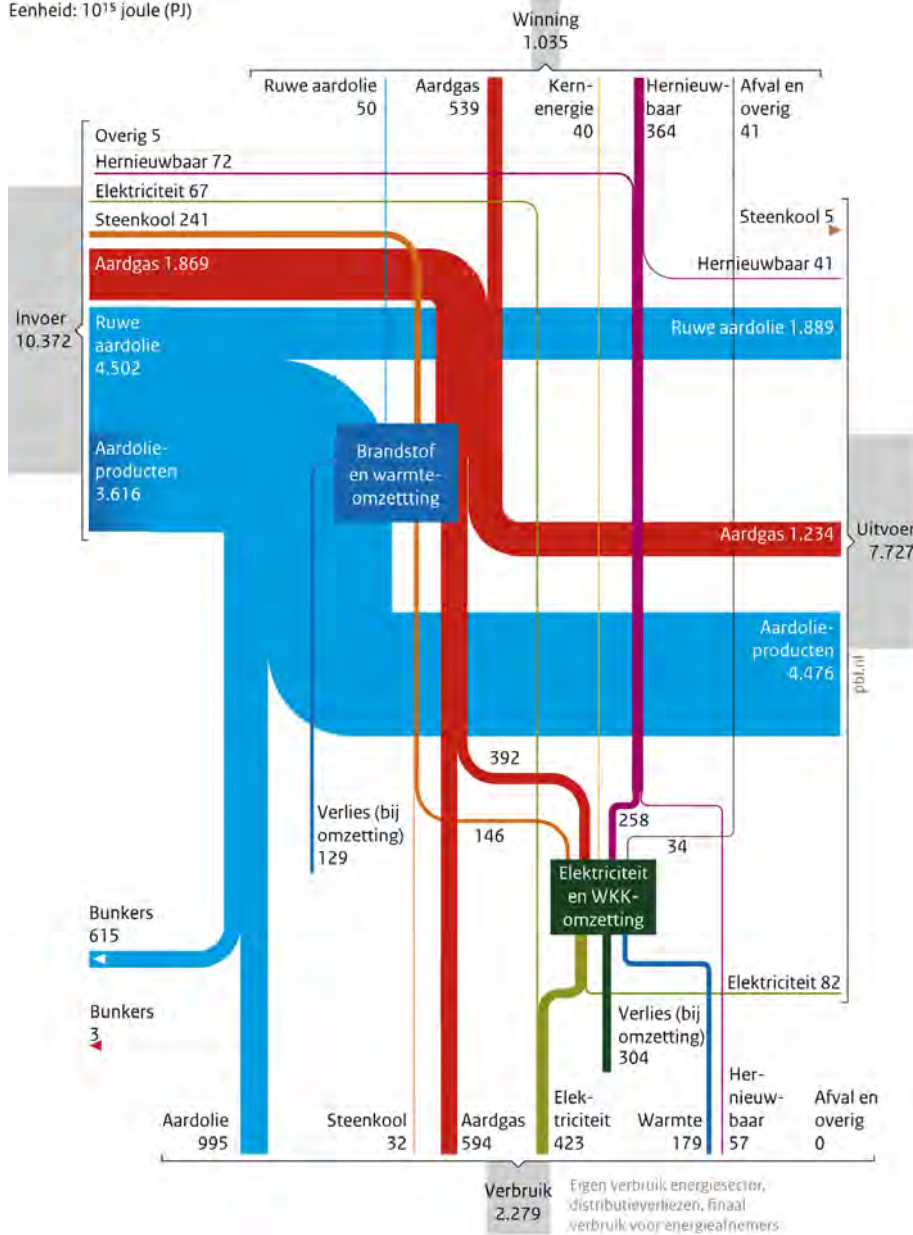 Eenheid: 10¹⁵ joule (PJ)
Winning
1.035
Ruwe aardolie
50
Aardgas
539
Kern-
energie
40
Hernieuw-
baar
364
Afval en
overig
41
Overig 5
Hernieuwbaar 72
Elektriciteit 67
Steenkool 241
Aardgas 1.869
Invoer
10.372
Ruwe
aardolie
4.502
Aardolie-
producten
3.616
Steenkool 5
Hernieuwbaar 41
Ruwe aardolie 1.889
Brandstof
en warmte-
omzettting
Aardgas 1.234
Uitvoer
7.727
Aardolie-
producten
4.476
pbl.nl
392
Verlies (bij
omzetting)
129
146
258
34
Elektriciteit
en WKK-
omzetting
Bunkers
615
Bunkers
3
Elektriciteit 82
Verlies (bij
omzetting)
304
Aardolie
995
Steenkool
32
Aardgas
594
Elek-
triciteit
423
Warmte
179
Her-
nieuw-
baar
57
Afval en
overig
0
Verbruik
2.279
Eigen verbruik energiesector,
distributieverliezen, finaal
verbruik voor energieafnemers